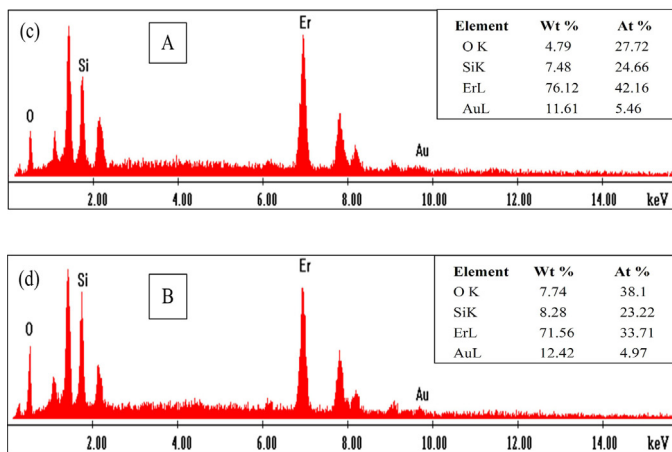 (c)
A
Er
Si
O
Au
Element Wt % At %
O K 4.79 27.72
SiK 7.48 24.66
ErL 76.12 42.16
AuL 11.61 5.46
2.00 4.00 6.00 8.00 10.00 12.00 14.00 keV
(d)
B
Er
Si
O
Au
Element Wt % At %
O K 7.74 38.1
SiK 8.28 23.22
ErL 71.56 33.71
AuL 12.42 4.97
2.00 4.00 6.00 8.00 10.00 12.00 14.00 keV